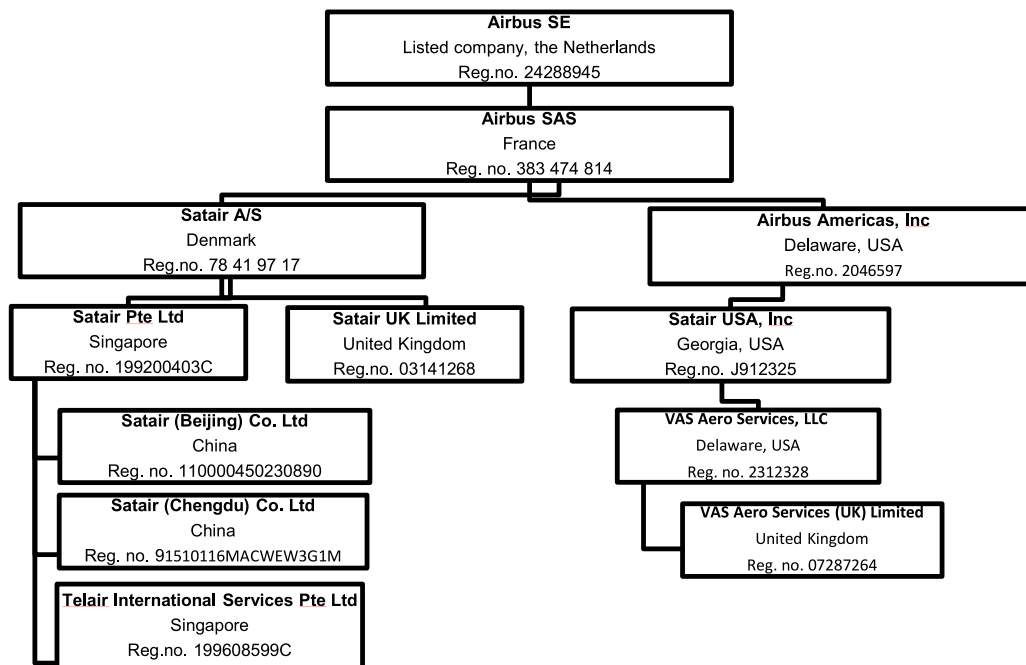 Airbus SE
Listed company, the Netherlands
Reg.no. 24288945
Airbus SAS
France
Reg. no. 383 474 814
Satair A/S
Denmark
Reg.no. 78 41 97 17
Airbus Americas, Inc
Delaware, USA
Reg.no. 2046597
Satair Pte Ltd
Singapore
Reg. no. 199200403C
Satair UK Limited
United Kingdom
Reg.no. 03141268
Satair USA, Inc
Georgia, USA
Reg.no. J912325
Satair (Beijing) Co. Ltd
China
Reg. no. 110000450230890
VAS Aero Services, LLC
Delaware, USA
Reg. no. 2312328
Satair (Chengdu) Co. Ltd
China
Reg. no. 91510116MACWEW3G1M
VAS Aero Services (UK) Limited
United Kingdom
Reg. no. 07287264
Telair International Services Pte Ltd
Singapore
Reg.no. 199608599C